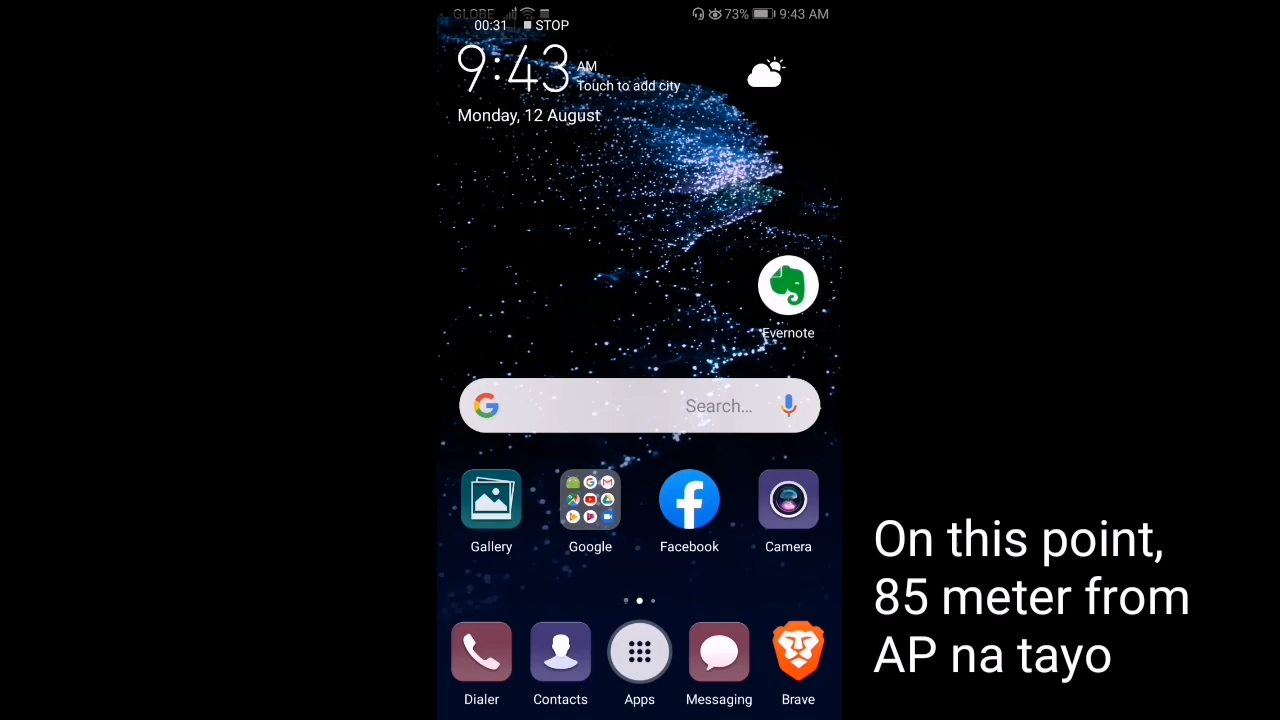 GLOBE 73% 9:43 AM
00:31 STOP
9:43 AM
Touch to add city
Monday, 12 August
Evernote
Search...
Gallery Google Facebook Camera
On this point,
85 meter from
AP na tayo
Dialer Contacts Apps Messaging Brave